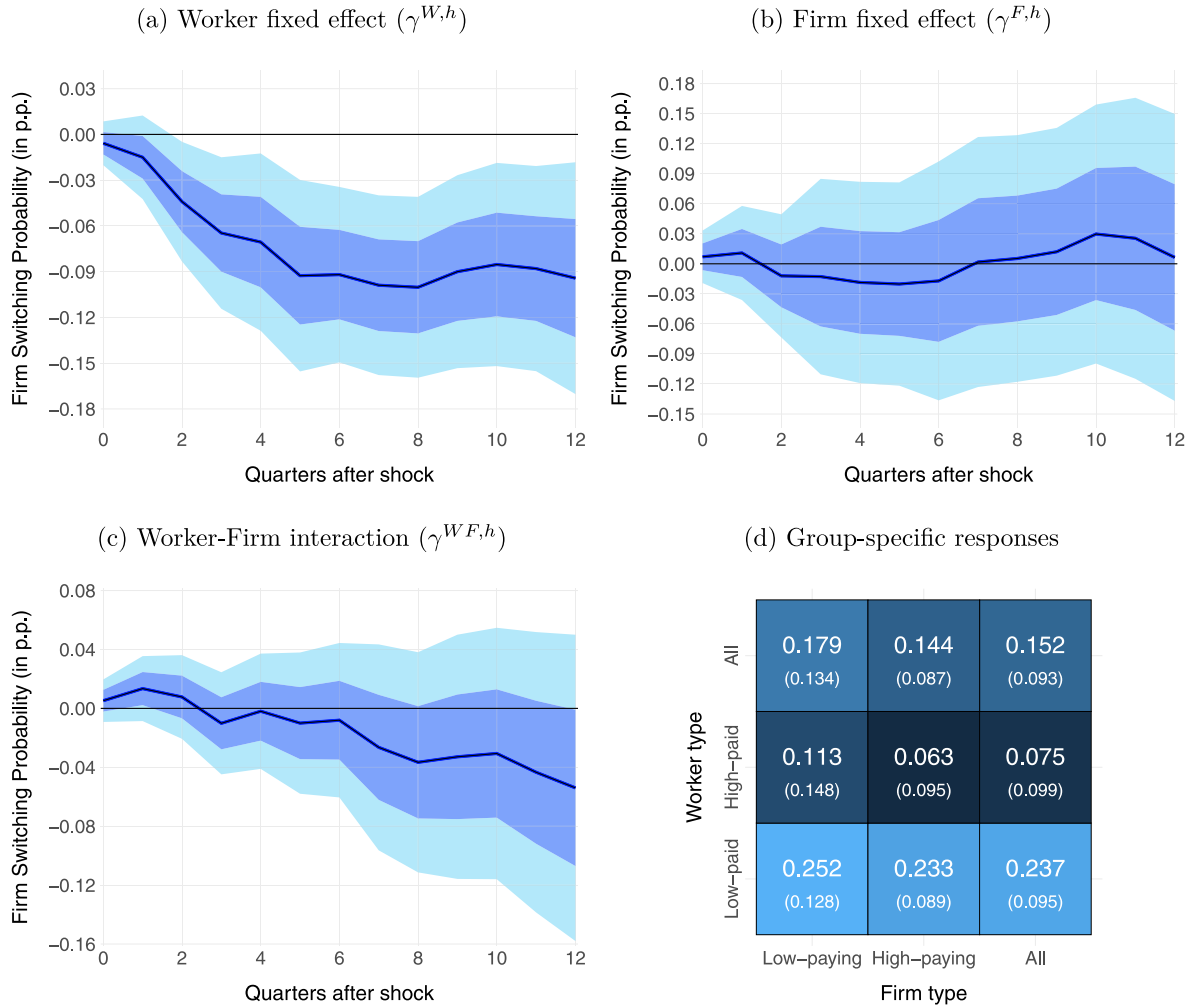 (a) Worker fixed effect (γ^{W,h})
Firm Switching Probability (in p.p.)
0.03
0.00
−0.03
−0.06
−0.09
−0.12
−0.15
−0.18
0 2 4 6 8 10 12
Quarters after shock
(b) Firm fixed effect (γ^{F,h})
Firm Switching Probability (in p.p.)
0.18
0.15
0.12
0.09
0.06
0.03
0.00
−0.03
−0.06
−0.09
−0.12
−0.15
0 2 4 6 8 10 12
Quarters after shock
(c) Worker-Firm interaction (γ^{WF,h})
Firm Switching Probability (in p.p.)
0.08
0.04
0.00
−0.04
−0.08
−0.12
−0.16
0 2 4 6 8 10 12
Quarters after shock
(d) Group-specific responses
Worker type
All
0.179 0.144 0.152
(0.134) (0.087) (0.093)
High−paid
0.113 0.063 0.075
(0.148) (0.095) (0.099)
Low−paid
0.252 0.233 0.237
(0.128) (0.089) (0.095)
Low−paying High−paying All
Firm type